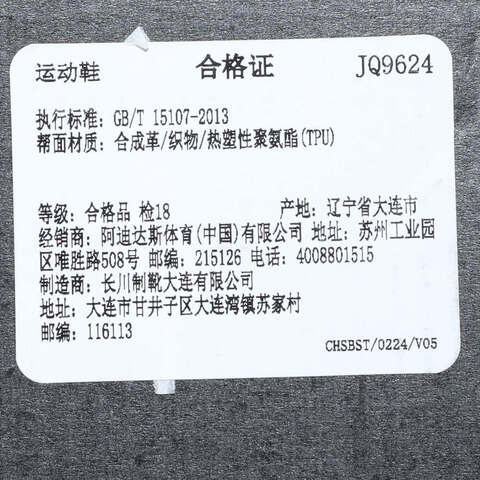 运动鞋 合格证 JQ9624
执行标准: GB/T 15107-2013
帮面材质: 合成革/织物/热塑性聚氨酯(TPU)
等级: 合格品 检18 产地: 辽宁省大连市
经销商: 阿迪达斯体育(中国)有限公司 地址: 苏州工业园
区唯胜路508号 邮编: 215126 电话: 4008801515
制造商: 长川制靴大连有限公司
地址: 大连市甘井子区大连湾镇苏家村
邮编: 116113
CHSBST/0224/V05